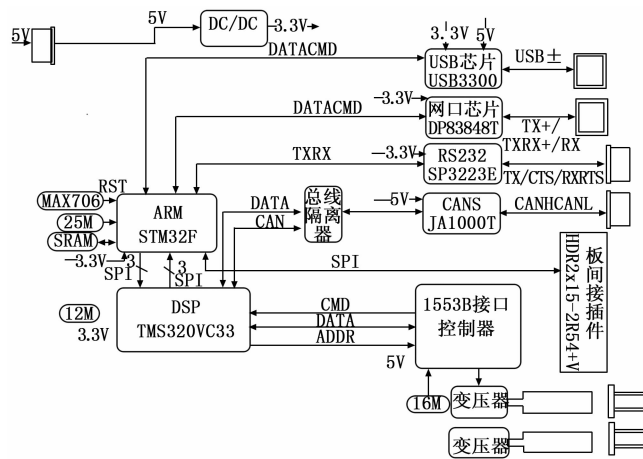 5V
5V
DC/DC
3.3V
3.3V
5V
DATACMD
USB芯片
USB3300
USB±
DATACMD
3.3V
网口芯片
DP83848T
TX+/
TXRX+/RX
TXRX
3.3V
RS232
SP3223E
TX/CTS/RXRTS
RST
MAX706
25M
SRAM
3.3V
ARM
STM32F
DATA
CAN
总线
隔离
器
5V
CANS
JA1000T
CANHCANL
3
SPI
3
SPI
SPI
板间接插件
HDR2x15-2R54+V
12M
3.3V
DSP
TMS320VC33
CMD
DATA
ADDR
1553B接口
控制器
5V
16M
变压器
变压器